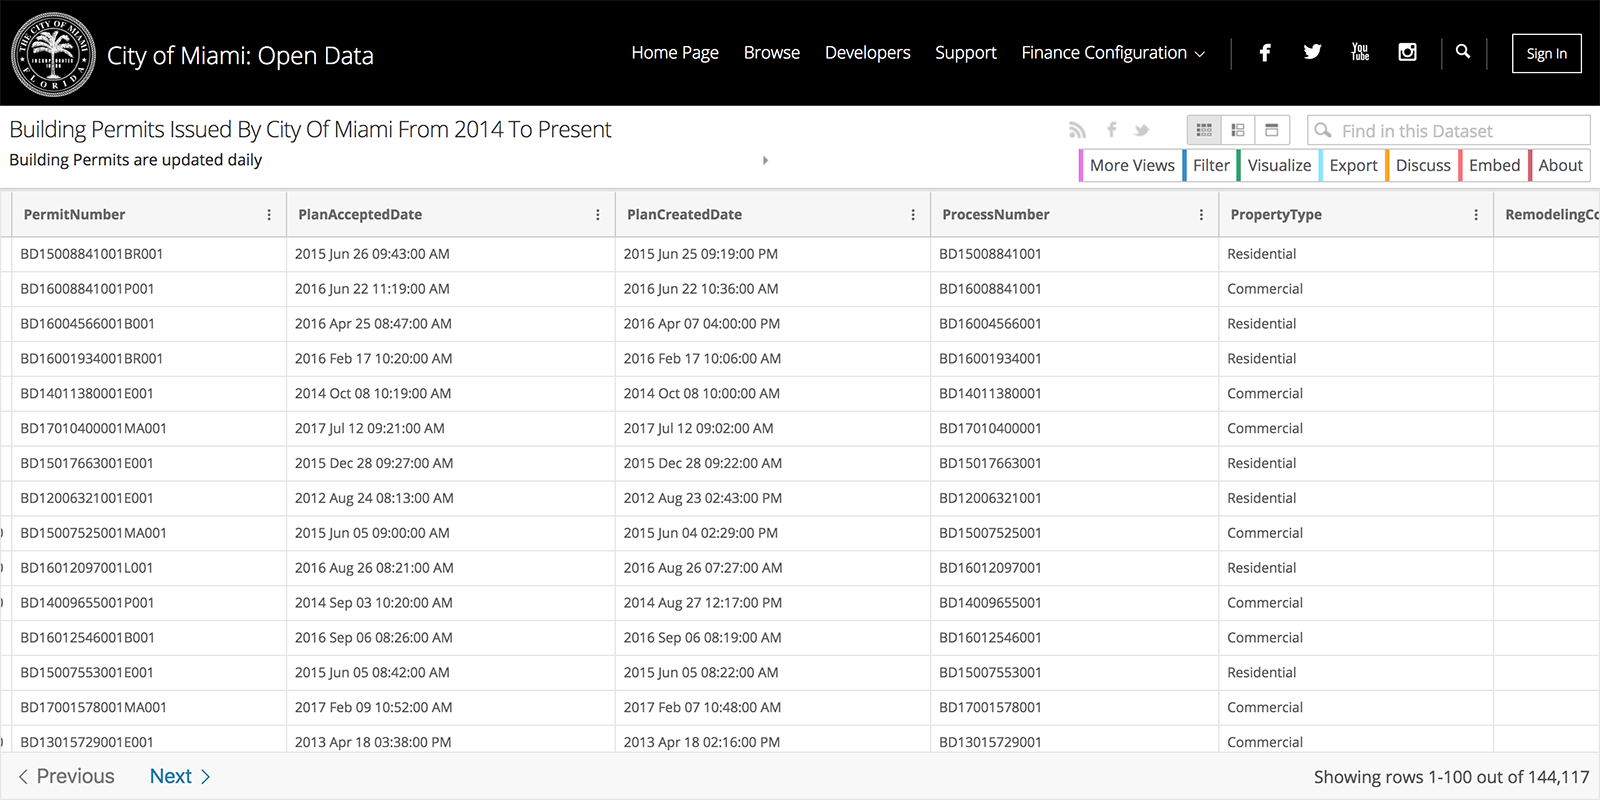 THE CITY OF MIAMI
INCORPORATED
1896
FLORIDA
City of Miami: Open Data
Home Page Browse Developers Support Finance Configuration You Tube Sign In
Building Permits Issued By City Of Miami From 2014 To Present
Find in this Dataset
Building Permits are updated daily
More Views Filter Visualize Export Discuss Embed About
PermitNumber PlanAcceptedDate PlanCreatedDate ProcessNumber PropertyType RemodelingCo
BD15008841001BR001 2015 Jun 26 09:43:00 AM 2015 Jun 25 09:19:00 PM BD15008841001 Residential
BD16008841001P001 2016 Jun 22 11:19:00 AM 2016 Jun 22 10:36:00 AM BD16008841001 Commercial
BD16004566001B001 2016 Apr 25 08:47:00 AM 2016 Apr 07 04:00:00 PM BD16004566001 Residential
BD16001934001BR001 2016 Feb 17 10:20:00 AM 2016 Feb 17 10:06:00 AM BD16001934001 Residential
BD14011380001E001 2014 Oct 08 10:19:00 AM 2014 Oct 08 10:00:00 AM BD14011380001 Commercial
BD17010400001MA001 2017 Jul 12 09:21:00 AM 2017 Jul 12 09:02:00 AM BD17010400001 Commercial
BD15017663001E001 2015 Dec 28 09:27:00 AM 2015 Dec 28 09:22:00 AM BD15017663001 Residential
BD12006321001E001 2012 Aug 24 08:13:00 AM 2012 Aug 23 02:43:00 PM BD12006321001 Residential
BD15007525001MA001 2015 Jun 05 09:00:00 AM 2015 Jun 04 02:29:00 PM BD15007525001 Commercial
BD16012097001L001 2016 Aug 26 08:21:00 AM 2016 Aug 26 07:27:00 AM BD16012097001 Residential
BD14009655001P001 2014 Sep 03 10:20:00 AM 2014 Aug 27 12:17:00 PM BD14009655001 Commercial
BD16012546001B001 2016 Sep 06 08:26:00 AM 2016 Sep 06 08:19:00 AM BD16012546001 Commercial
BD15007553001E001 2015 Jun 05 08:42:00 AM 2015 Jun 05 08:22:00 AM BD15007553001 Residential
BD17001578001MA001 2017 Feb 09 10:52:00 AM 2017 Feb 07 10:48:00 AM BD17001578001 Commercial
BD13015729001E001 2013 Apr 18 03:38:00 PM 2013 Apr 18 02:16:00 PM BD13015729001 Commercial
Previous Next Showing rows 1-100 out of 144,117